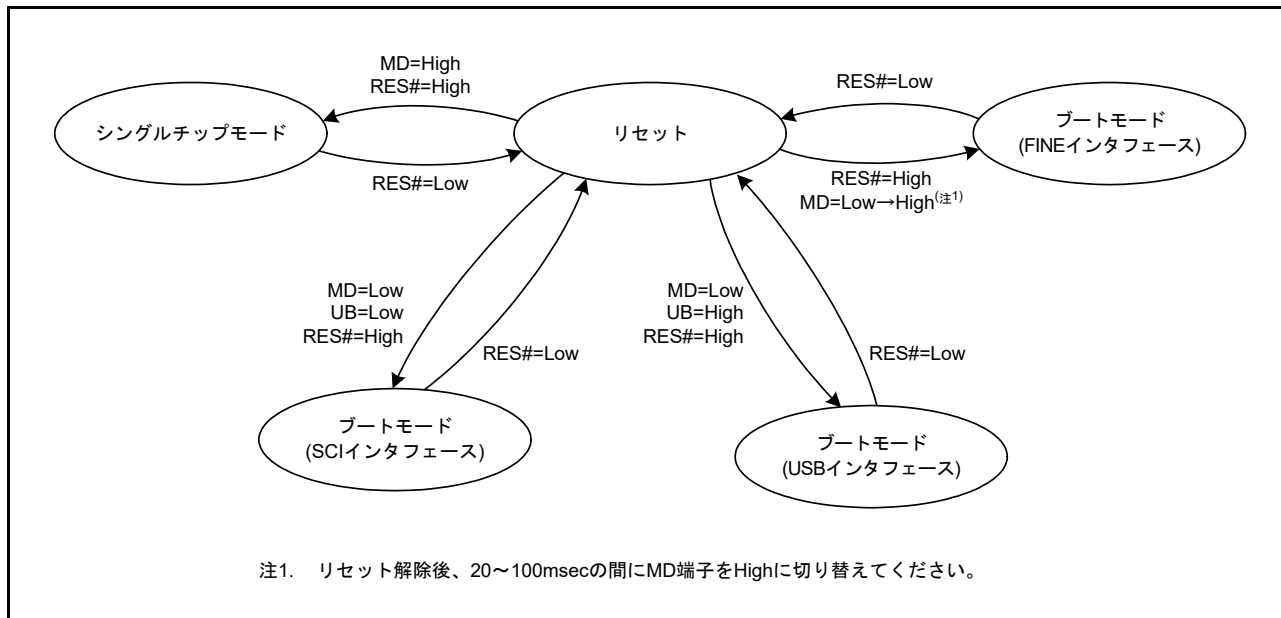 MD=High
RES#=High
シングルチップモード
RES#=Low
リセット
RES#=Low
ブートモード
(FINEインタフェース)
RES#=High
MD=Low→High(注1)
MD=Low
UB=Low
RES#=High
RES#=Low
ブートモード
(SCIインタフェース)
MD=Low
UB=High
RES#=High
RES#=Low
ブートモード
(USBインタフェース)
注1. リセット解除後、20～100msecの間にMD端子をHighに切り替えてください。